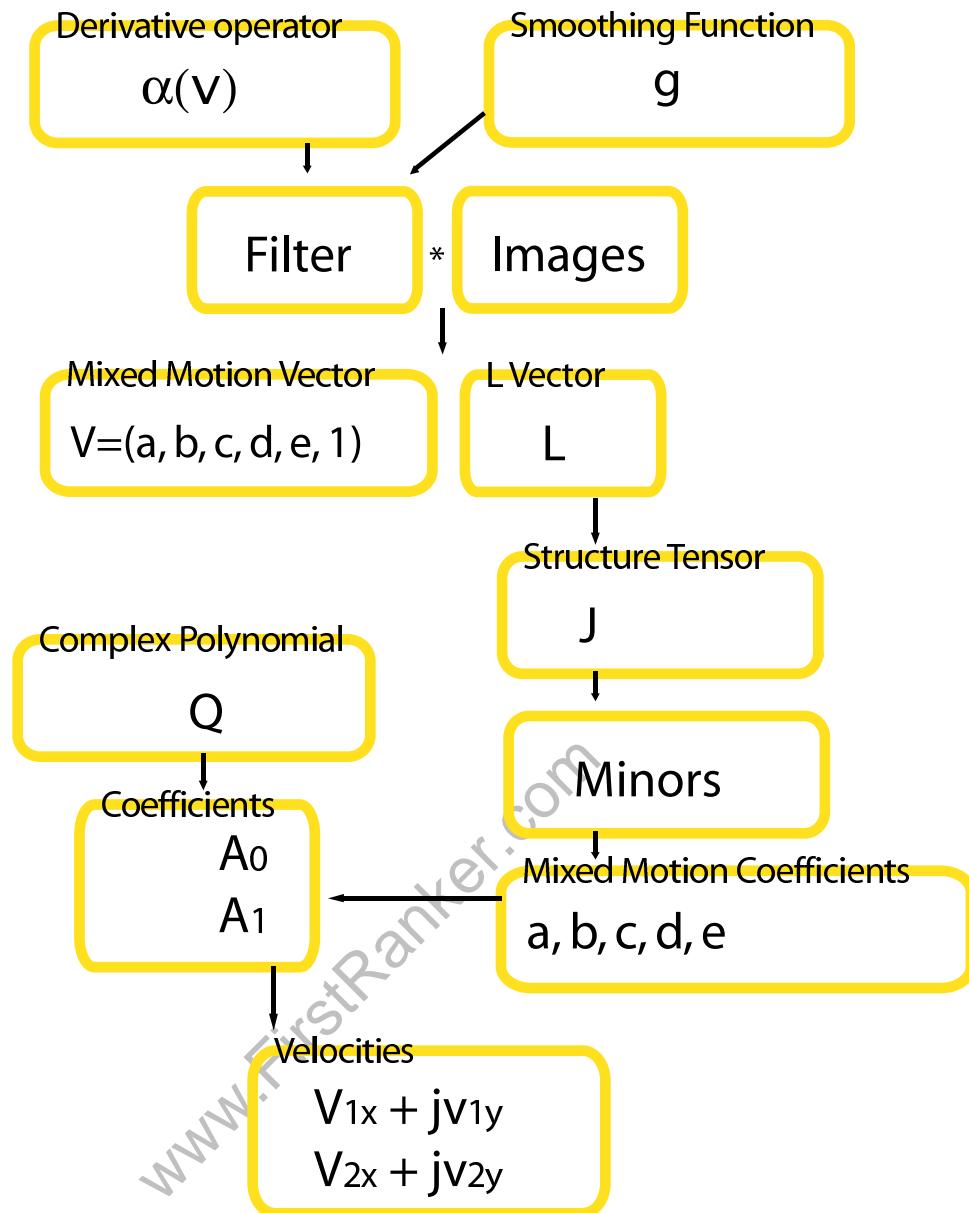 Derivative operator
α(v)
Smoothing Function
g
Filter
*
Images
Mixed Motion Vector
V=(a, b, c, d, e, 1)
L Vector
L
Structure Tensor
J
Complex Polynomial
Q
Minors
Coefficients
A0
A1
Mixed Motion Coefficients
a, b, c, d, e
Velocities
V1x + jv1y
V2x + jv2y
www.FirstRanker.com